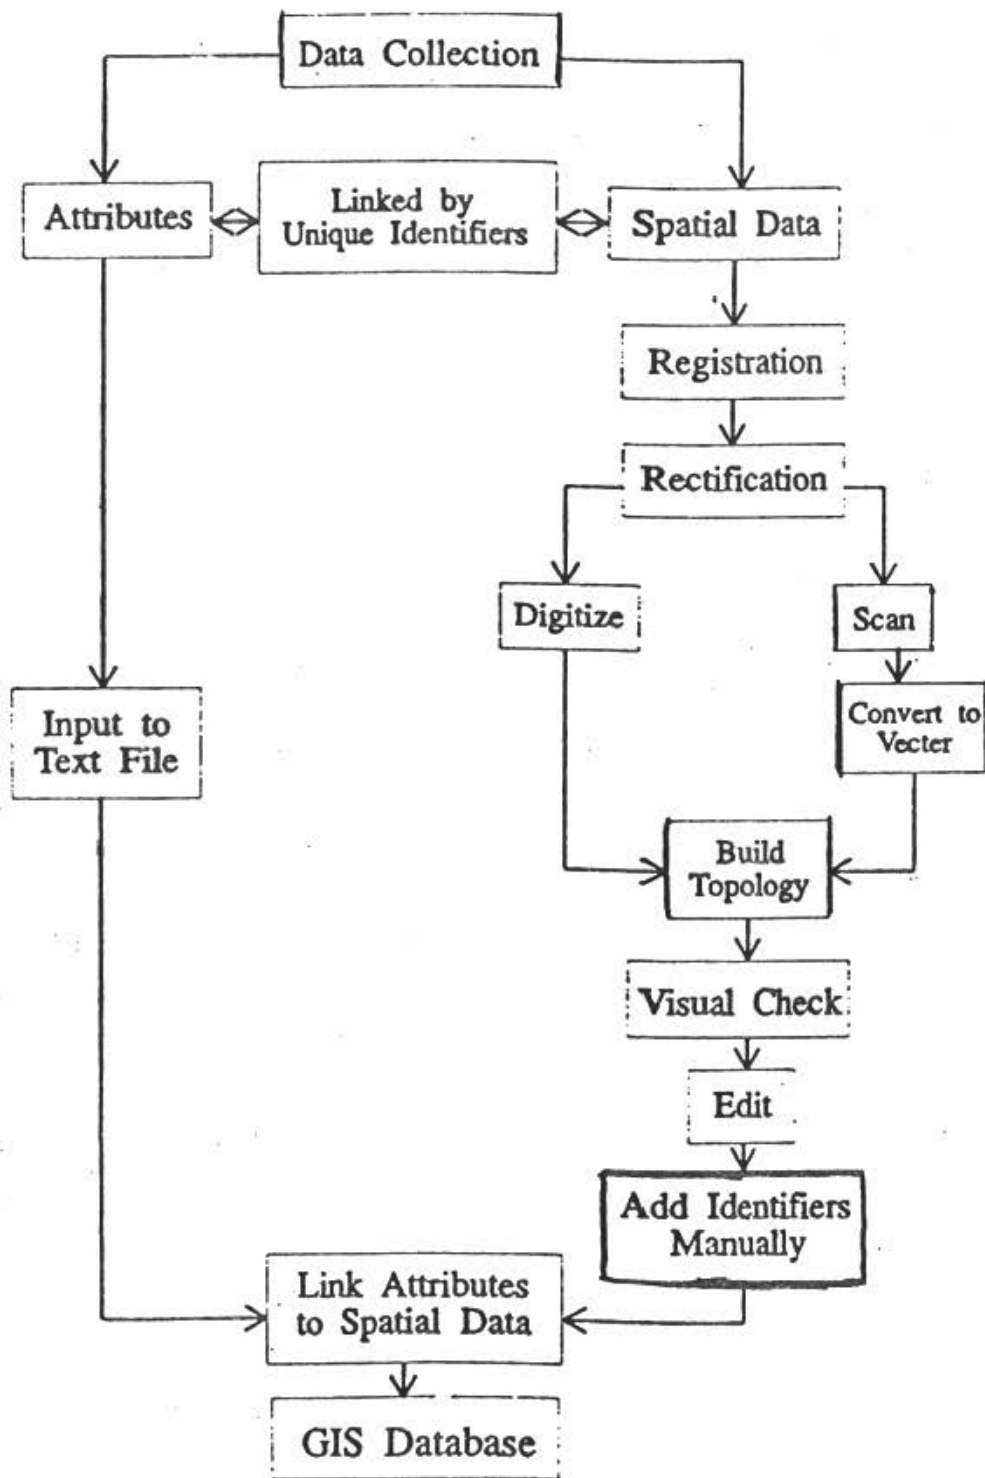 Data Collection
Attributes
Linked by
Unique Identifiers
Spatial Data
Registration
Rectification
Digitize
Scan
Input to
Text File
Convert to
Vecter
Build
Topology
Visual Check
Edit
Add Identifiers
Manually
Link Attributes
to Spatial Data
GIS Database